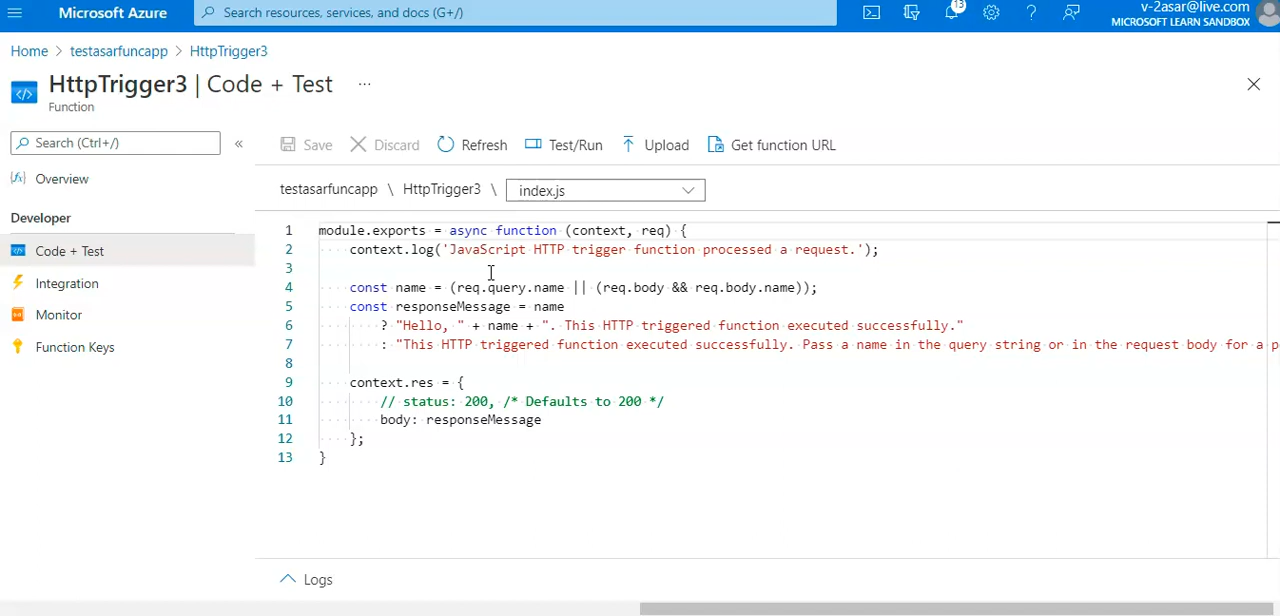 Microsoft Azure
Search resources, services, and docs (G+/)
13
v-2asar@live.com
MICROSOFT LEARN SANDBOX
Home > testasarfuncapp > HttpTrigger3
HttpTrigger3 | Code + Test ...
Function
Search (Ctrl+/) «
Save Discard Refresh Test/Run Upload Get function URL
Overview
Developer
Code + Test
Integration
Monitor
Function Keys
testasarfuncapp \ HttpTrigger3 \ index.js
1 module.exports = async function (context, req) {
2 context.log('JavaScript HTTP trigger function processed a request.');
3
4 const name = (req.query.name || (req.body && req.body.name));
5 const responseMessage = name
6 ? "Hello, " + name + ". This HTTP triggered function executed successfully."
7 : "This HTTP triggered function executed successfully. Pass a name in the query string or in the request body for a p
8
9 context.res = {
10 // status: 200, /* Defaults to 200 */
11 body: responseMessage
12 };
13 }
Logs